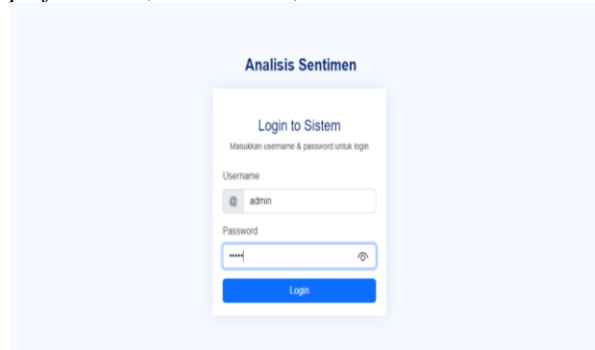 Analisis Sentimen
Login to Sistem
Masukkan username & password untuk login
Username
@ admin
Password
•••••
Login